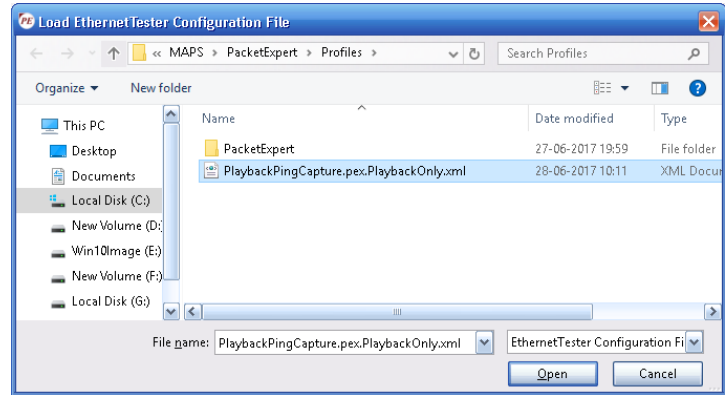 PE Load EthernetTester Configuration File
« MAPS > PacketExpert > Profiles >
Search Profiles
Organize
New folder
This PC
Desktop
Documents
Local Disk (C:)
New Volume (D:
Win10Image (E:)
New Volume (F:)
Local Disk (G:)
Name Date modified Type
PacketExpert 27-06-2017 19:59 File folder
PlaybackPingCapture.pex.PlaybackOnly.xml 28-06-2017 10:11 XML Docur
File name: PlaybackPingCapture.pex.PlaybackOnly.xml EthernetTester Configuration Fi
Open Cancel